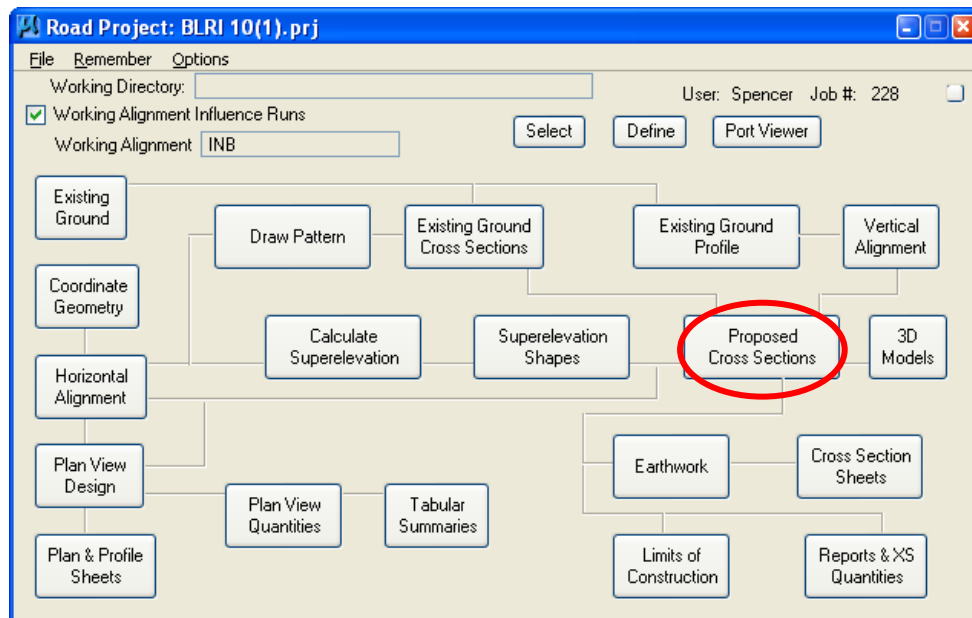 Road Project: BLRI 10(1).prj
File Remember Options
Working Directory:
User: Spencer Job #: 228
Working Alignment Influence Runs
Working Alignment INB
Select Define Port Viewer
Existing
Ground
Draw Pattern
Existing Ground
Cross Sections
Existing Ground
Profile
Vertical
Alignment
Coordinate
Geometry
Calculate
Superelevation
Superelevation
Shapes
Proposed
Cross Sections
3D
Models
Horizontal
Alignment
Plan View
Design
Earthwork
Cross Section
Sheets
Plan View
Quantities
Tabular
Summaries
Plan & Profile
Sheets
Limits of
Construction
Reports & XS
Quantities